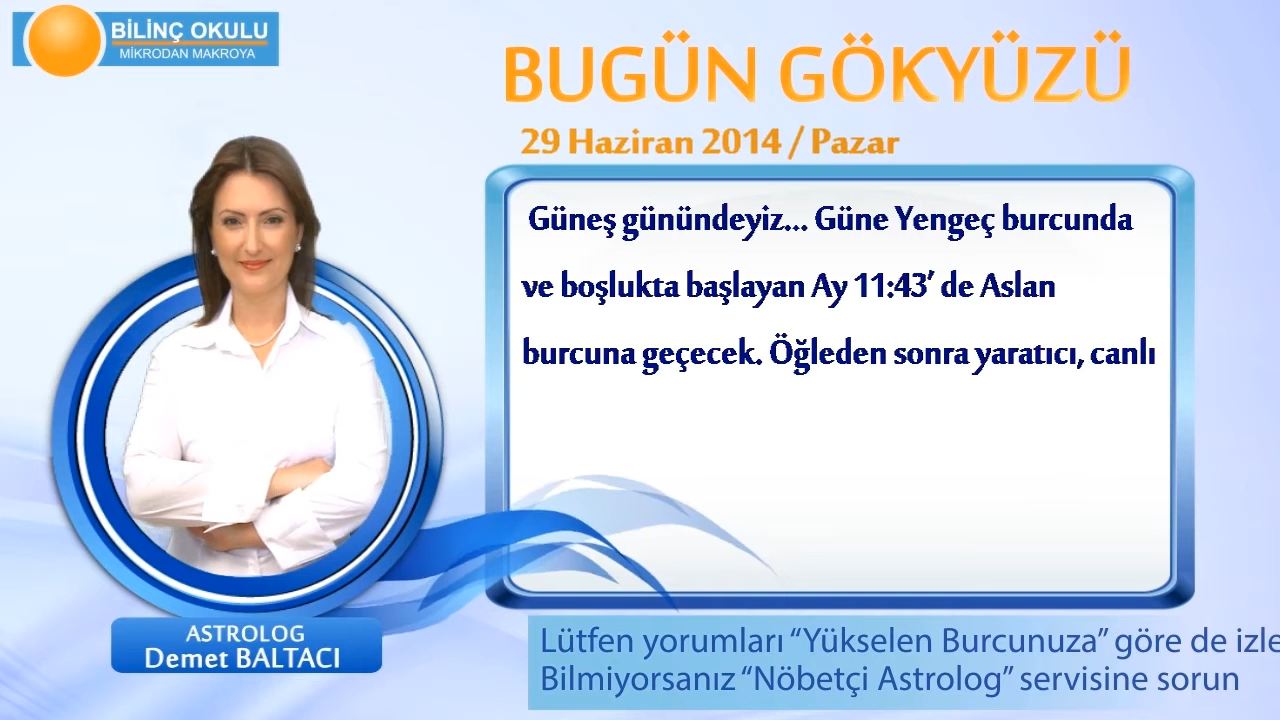 BİLİNÇ OKULU
MİKRODAN MAKROYA
BUGÜN GÖKYÜZÜ
29 Haziran 2014 / Pazar
Güneş günündeyiz... Güne Yengeç burcunda
ve boşlukta başlayan Ay 11:43' de Aslan
burcuna geçecek. Öğleden sonra yaratıcı, canlı
ASTROLOG
Demet BALTACI
Lütfen yorumları “Yükselen Burcunuza” göre de izle
Bilmiyorsanız “Nöbetçi Astrolog” servisine sorun